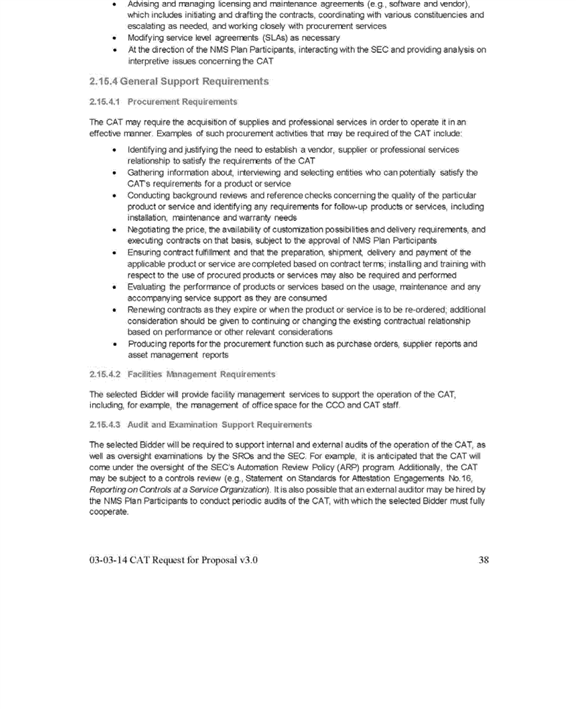 • Advising and managing licensing and maintenance agreements (e.g., software and vendor),
which includes initiating and drafting the contracts, coordinating with various constituencies and
escalating as needed, and working closely with procurement services
• Modifying service level agreements (SLAs) as necessary
• At the direction of the NMS Plan Participants, interacting with the SEC and providing analysis on
interpretive issues concerning the CAT
2.15.4 General Support Requirements
2.15.4.1 Procurement Requirements
The CAT may require the acquisition of supplies and professional services in order to operate it in an
effective manner. Examples of such procurement activities that may be required of the CAT include:
• Identifying and justifying the need to establish a vendor, supplier or professional services
relationship to satisfy the requirements of the CAT
• Gathering information about, interviewing and selecting entities who can potentially satisfy the
CAT's requirements for a product or service
• Conducting background reviews and reference checks concerning the quality of the particular
product or service and identifying any requirements for follow-up products or services, including
installation, maintenance and warranty needs
• Negotiating the price, the availability of customization possibilities and delivery requirements, and
executing contracts on that basis, subject to the approval of NMS Plan Participants
• Ensuring contract fulfillment and that the preparation, shipment, delivery and payment of the
applicable product or service are completed based on contract terms; installing and training with
respect to the use of procured products or services may also be required and performed
• Evaluating the performance of products or services based on the usage, maintenance and any
accompanying service support as they are consumed
• Renewing contracts as they expire or when the product or service is to be re-ordered; additional
consideration should be given to continuing or changing the existing contractual relationship
based on performance or other relevant considerations
• Producing reports for the procurement function such as purchase orders, supplier reports and
asset management reports
2.15.4.2 Facilities Management Requirements
The selected Bidder will provide facility management services to support the operation of the CAT,
including, for example, the management of office space for the CCO and CAT staff.
2.15.4.3 Audit and Examination Support Requirements
The selected Bidder will be required to support internal and external audits of the operation of the CAT, as
well as oversight examinations by the SROs and the SEC. For example, it is anticipated that the CAT will
come under the oversight of the SEC's Automation Review Policy (ARP) program. Additionally, the CAT
may be subject to a controls review (e.g., Statement on Standards for Attestation Engagements No. 16,
Reporting on Controls at a Service Organization). It is also possible that an external auditor may be hired by
the NMS Plan Participants to conduct periodic audits of the CAT, with which the selected Bidder must fully
cooperate.
03-03-14 CAT Request for Proposal v3.0 38